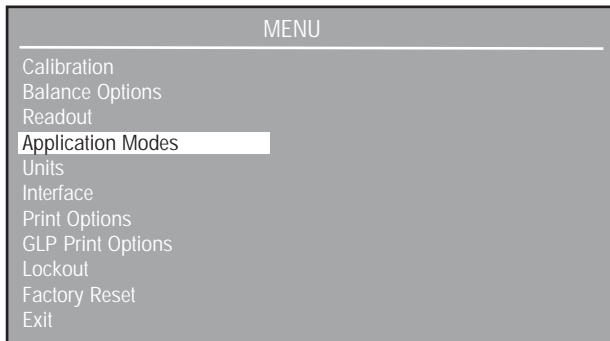 MENU
Calibration
Balance Options
Readout
Application Modes
Units
Interface
Print Options
GLP Print Options
Lockout
Factory Reset
Exit